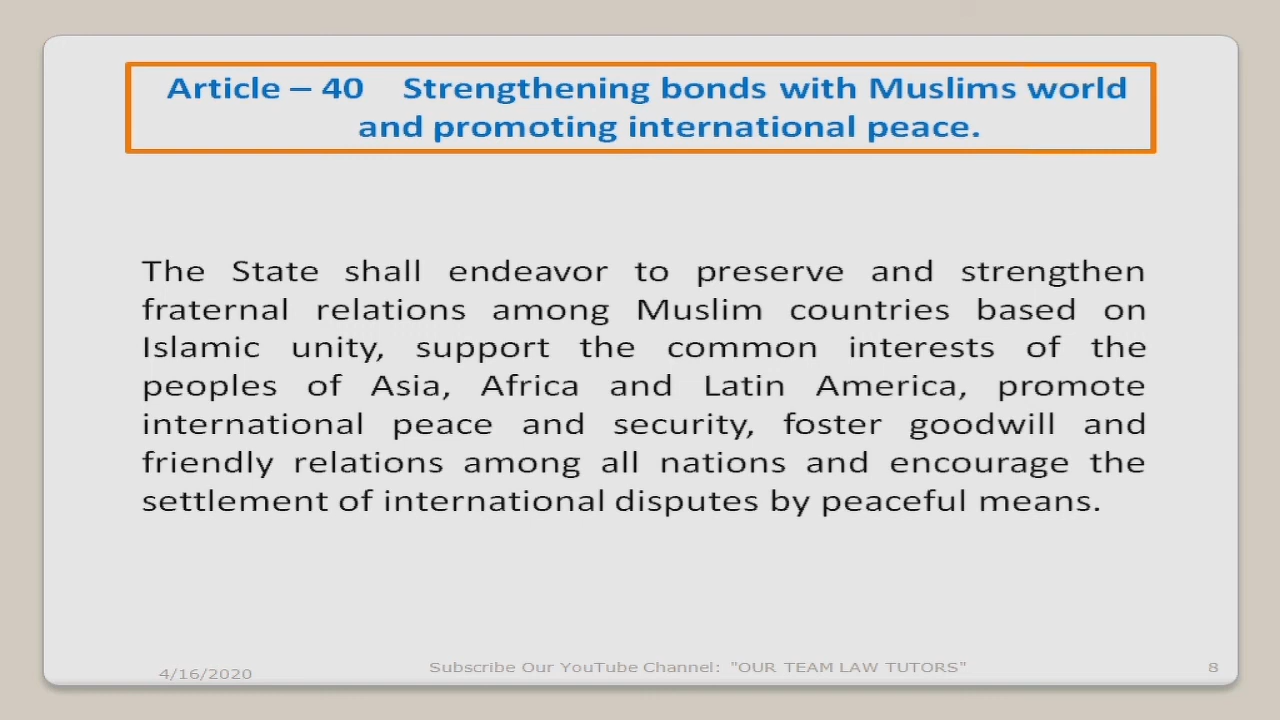 Article – 40 Strengthening bonds with Muslims world
and promoting international peace.
The State shall endeavor to preserve and strengthen
fraternal relations among Muslim countries based on
Islamic unity, support the common interests of the
peoples of Asia, Africa and Latin America, promote
international peace and security, foster goodwill and
friendly relations among all nations and encourage the
settlement of international disputes by peaceful means.
4/16/2020
Subscribe Our YouTube Channel: "OUR TEAM LAW TUTORS"
8